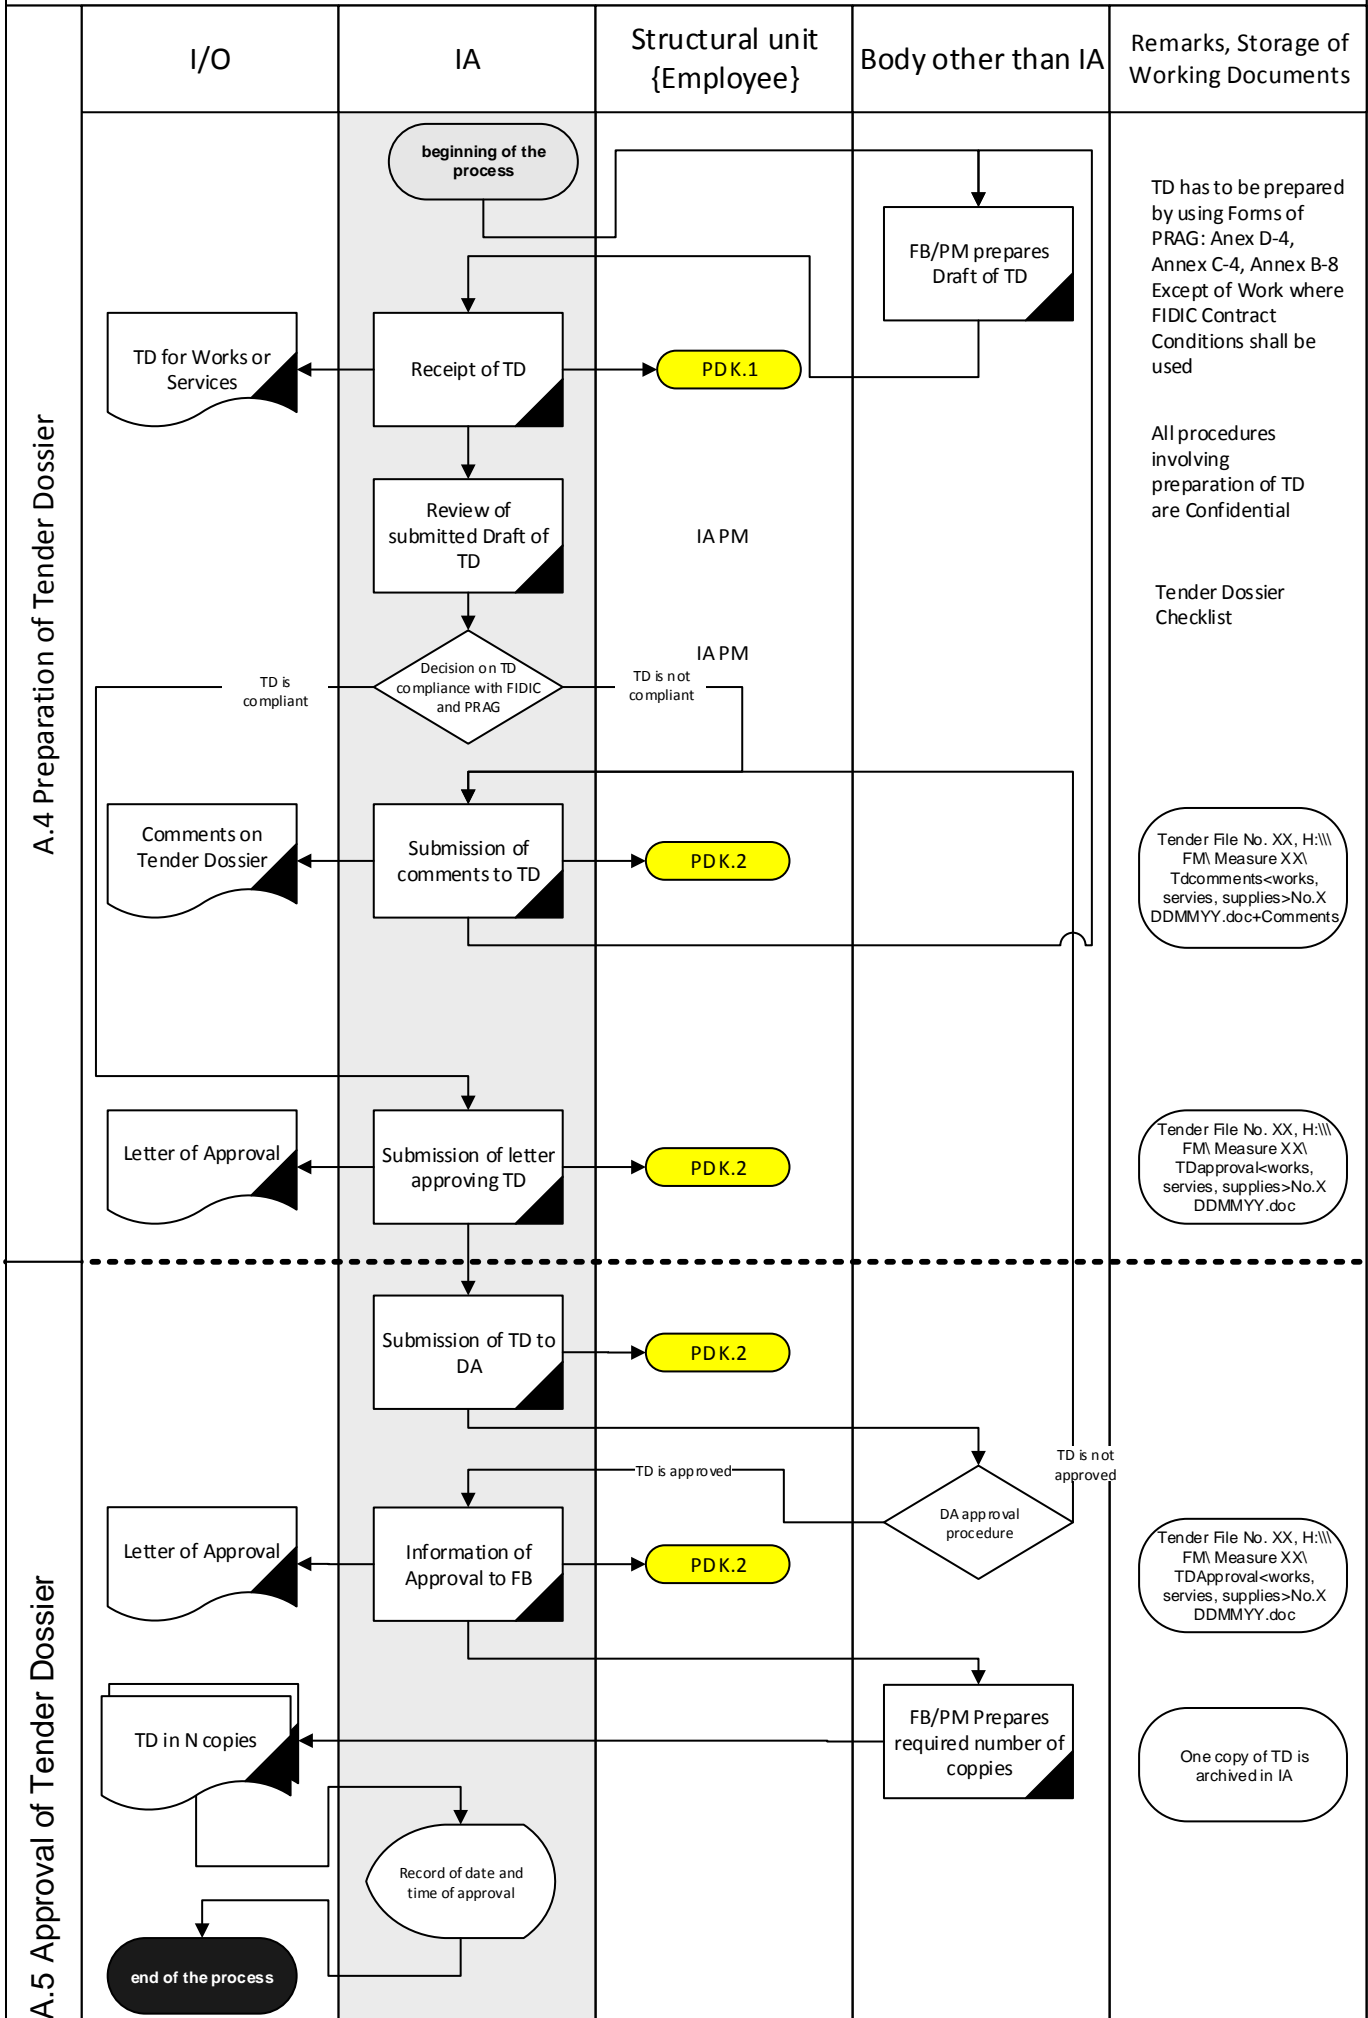 I/O
IA
Structural unit
{Employee}
Body other than IA
Remarks, Storage of
Working Documents
A.4 Preparation of Tender Dossier
beginning of the
process
FB/PM prepares
Draft of TD
TD has to be prepared
by using Forms of
PRAG: Anex D-4,
Annex C-4, Annex B-8
Except of Work where
FIDIC Contract
Conditions shall be
used
TD for Works or
Services
Receipt of TD
PDK.1
All procedures
involving
preparation of TD
are Confidential
Review of
submitted Draft of
TD
IA PM
Tender Dossier
Checklist
IA PM
Decision on TD
compliance with FIDIC
and PRAG
TD is
compliant
TD is not
compliant
Comments on
Tender Dossier
Submission of
comments to TD
PDK.2
Tender File No. XX, H:\\\
FM\ Measure XX\
Tdcomments<works,
servies, supplies>No.X
DDMMYY.doc+Comments
Letter of Approval
Submission of letter
approving TD
PDK.2
Tender File No. XX, H:\\\
FM\ Measure XX\
TDapproval<works,
servies, supplies>No.X
DDMMYY.doc
A.5 Approval of Tender Dossier
Submission of TD to
DA
PDK.2
TD is not
approved
TD is approved
DA approval
procedure
Letter of Approval
Information of
Approval to FB
PDK.2
Tender File No. XX, H:\\\
FM\ Measure XX\
TDApproval<works,
servies, supplies>No.X
DDMMYY.doc
TD in N copies
FB/PM Prepares
required number of
coppies
One copy of TD is
archived in IA
Record of date and
time of approval
end of the process